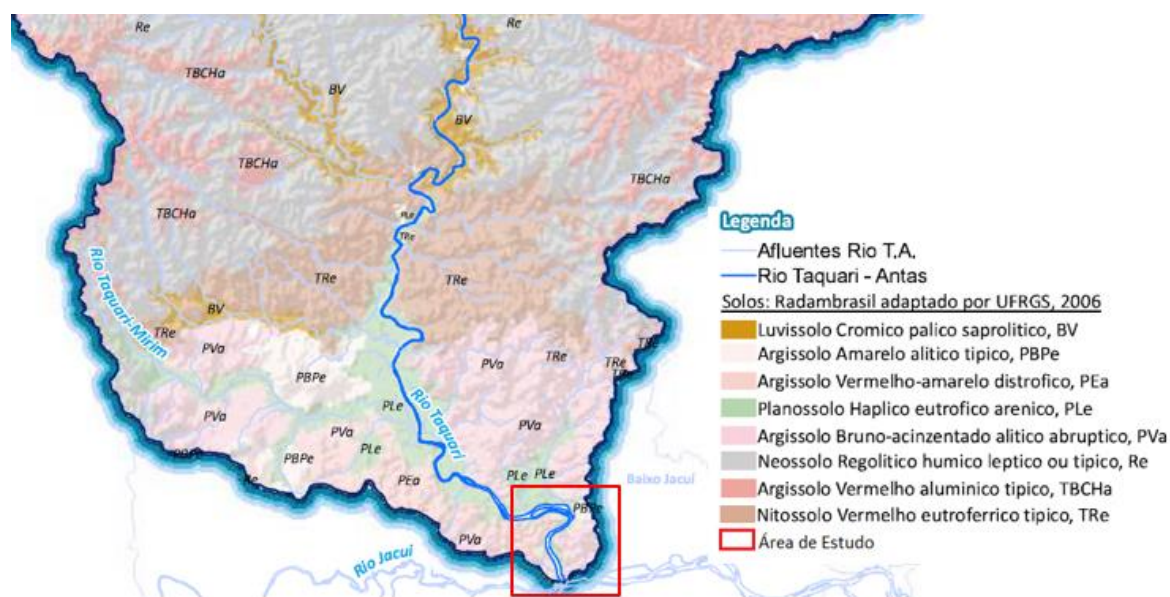 Re
Re
TBCHa
BV
BV
TBCHa
TBCHa
TBCHa
PLe
TRe
Rio Taquari-Mirim
TRe
TRe
BV
TRe
PVa
PVa
TRe
TRe
TRe
PBPe
PLe
Rio Taquari
PVa
PVa
PVa
PBPe
PLe
PEa
PLe
PLe
Baixo Jacuí
Re
PVa
Rio Jacuí
Legenda
Afluentes Rio T.A.
Rio Taquari - Antas
Solos: Radambrasil adaptado por UFRGS, 2006
Luvissolo Cromico palico saprolitico, BV
Argissolo Amarelo alitico tipico, PBPe
Argissolo Vermelho-amarelo distrofico, PEa
Planossolo Haplico eutrofico arenico, PLe
Argissolo Bruno-acinzentado alitico abruptico, PVa
Neossolo Regolitico humico leptico ou tipico, Re
Argissolo Vermelho aluminico tipico, TBCHa
Nitossolo Vermelho eutroferrico tipico, TRe
Área de Estudo